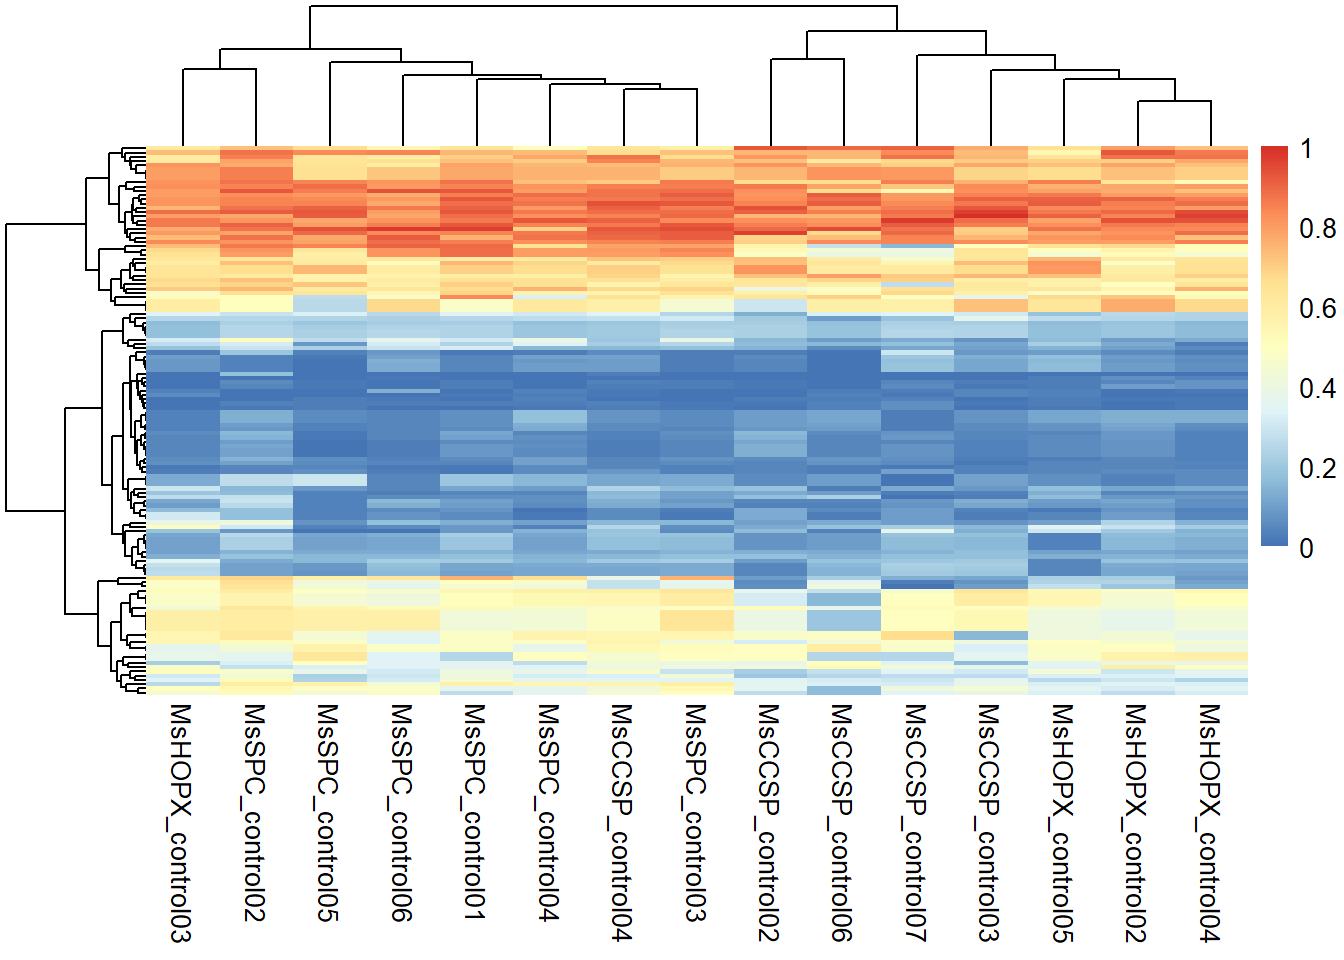 1
0.8
0.6
0.4
0.2
0
MsHOPX_control03
MsSPC_control02
MsSPC_control05
MsSPC_control06
MsSPC_control01
MsSPC_control04
MsCCSP_control04
MsSPC_control03
MsCCSP_control02
MsCCSP_control06
MsCCSP_control07
MsCCSP_control03
MsHOPX_control05
MsHOPX_control02
MsHOPX_control04